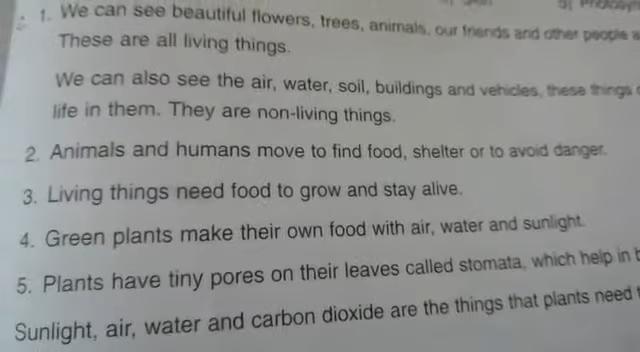 1. We can see beautiful flowers, trees, animals, our friends and other people
These are all living things.
We can also see the air, water, soil, buildings and vehicles, these things
life in them. They are non-living things.
2. Animals and humans move to find food, shelter or to avoid danger.
3. Living things need food to grow and stay alive.
4. Green plants make their own food with air, water and sunlight.
5. Plants have tiny pores on their leaves called stomata, which help in
Sunlight, air, water and carbon dioxide are the things that plants need